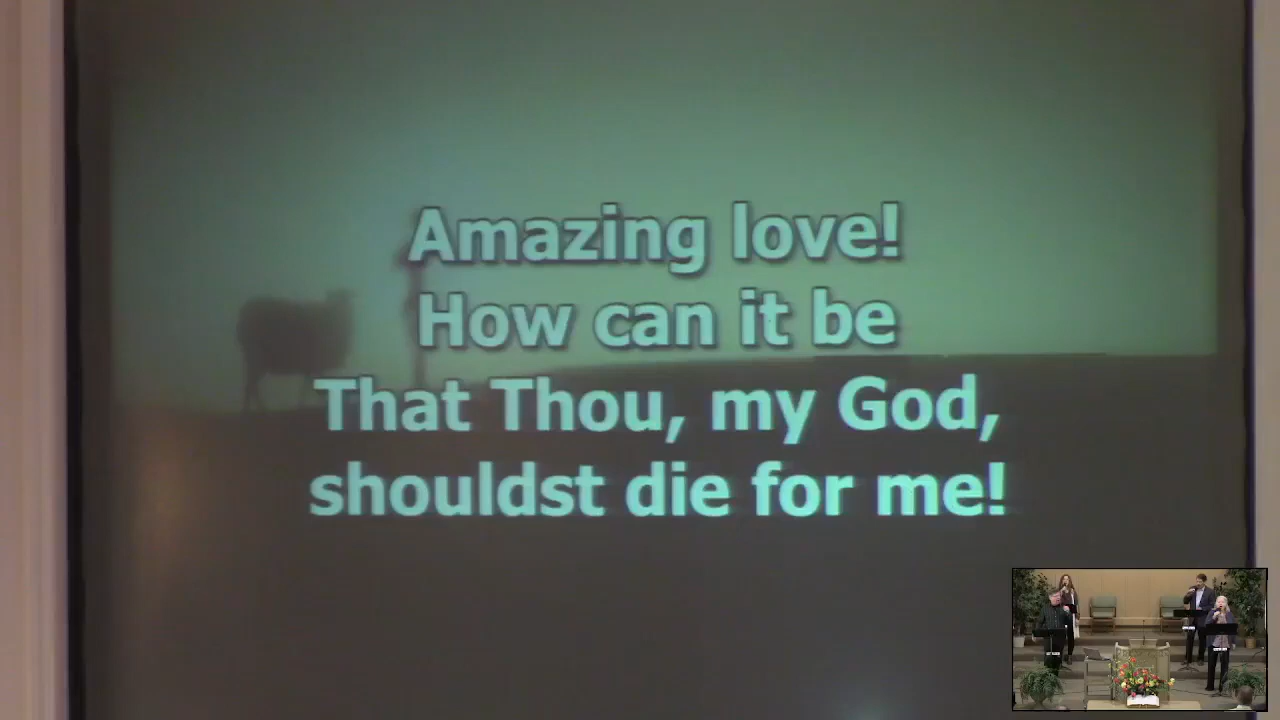 Amazing love!
How can it be
That Thou, my God,
shouldst die for me!